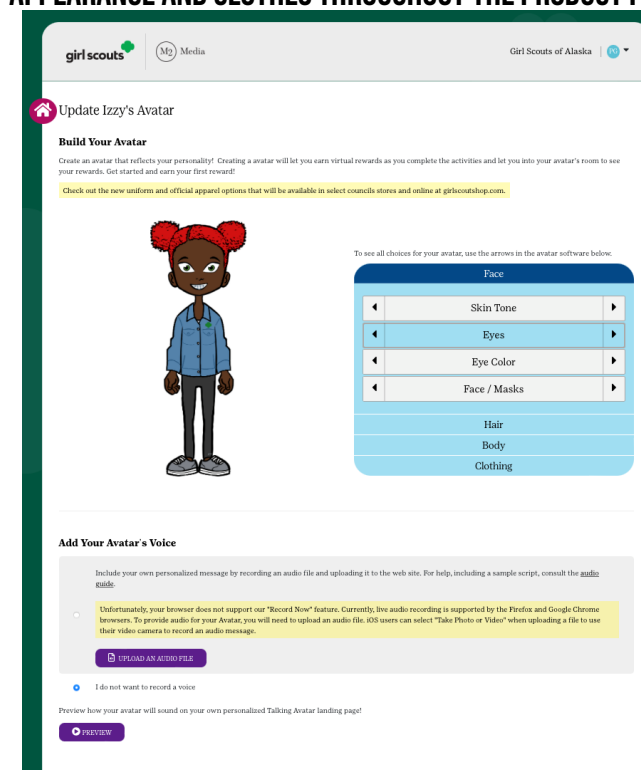 APPEARANCE AND CLOTHES THROUGHOUT THE PRODUCT
girl scouts
M2 Media
Girl Scouts of Alaska | PG
Update Izzy's Avatar
Build Your Avatar
Create an avatar that reflects your personality! Creating a avatar will let you earn virtual rewards as you complete the activities and let you into your avatar's room to see
your rewards. Get started and earn your first reward!
Check out the new uniform and official apparel options that will be available in select councils stores and online at girlscoutshop.com.
To see all choices for your avatar, use the arrows in the avatar software below.
Face
Skin Tone
Eyes
Eye Color
Face / Masks
Hair
Body
Clothing
Add Your Avatar's Voice
Include your own personalized message by recording an audio file and uploading it to the web site. For help, including a sample script, consult the audio
guide.
Unfortunately, your browser does not support our "Record Now" feature. Currently, live audio recording is supported by the Firefox and Google Chrome
browsers. To provide audio for your Avatar, you will need to upload an audio file. iOS users can select "Take Photo or Video" when uploading a file to use
their video camera to record an audio message.
UPLOAD AN AUDIO FILE
I do not want to record a voice
Preview how your avatar will sound on your own personalized Talking Avatar landing page!
PREVIEW